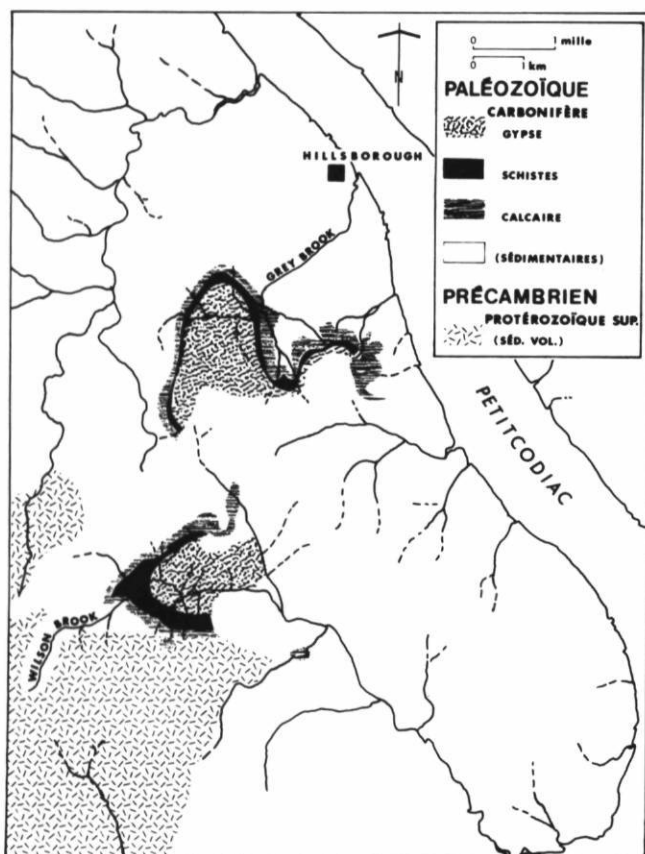 0 1 mille
0 1 km
N
PALÉOZOÏQUE
CARBONIFÈRE
GYPSE
SCHISTES
CALCAIRE
(SÉDIMENTAIRES)
PRÉCAMBRIEN
PROTÉROZOÏQUE SUP.
(SÉD. VOL.)
HILLSBOROUGH
GREY BROOK
PETITCODIAC
WILSON BROOK